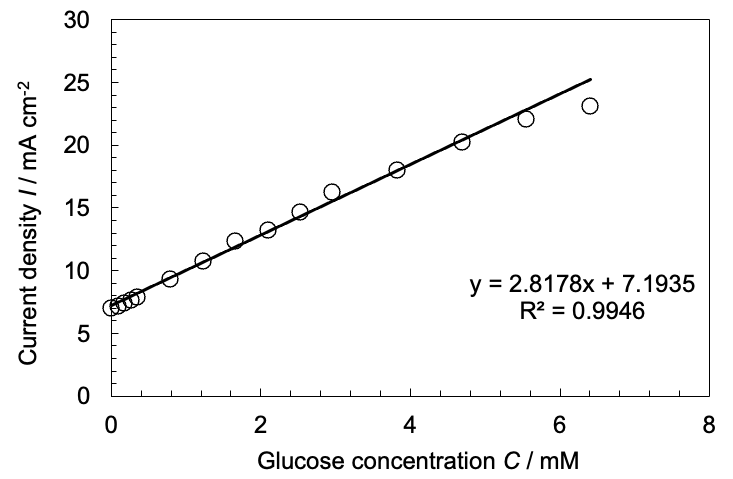 30
25
20
15
10
5
0
Current density I / mA cm-2
y = 2.8178x + 7.1935
R² = 0.9946
0 2 4 6 8
Glucose concentration C / mM